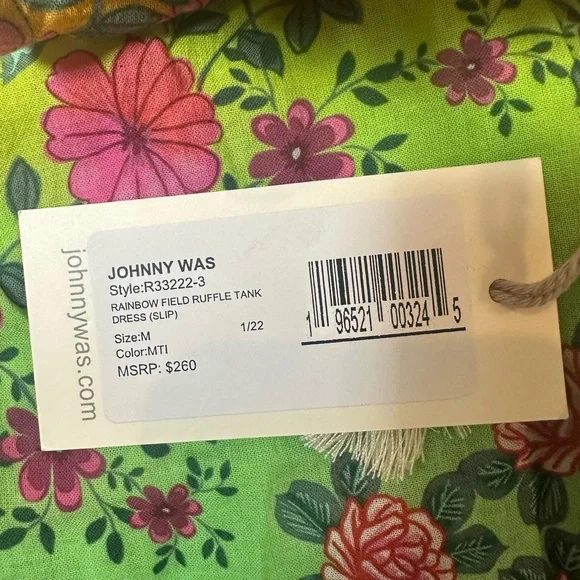 johnnywas.com
JOHNNY WAS
Style:R33222-3
RAINBOW FIELD RUFFLE TANK
DRESS (SLIP)
1/22
Size:M
Color:MTI
MSRP: $260
1 96521 00324 5